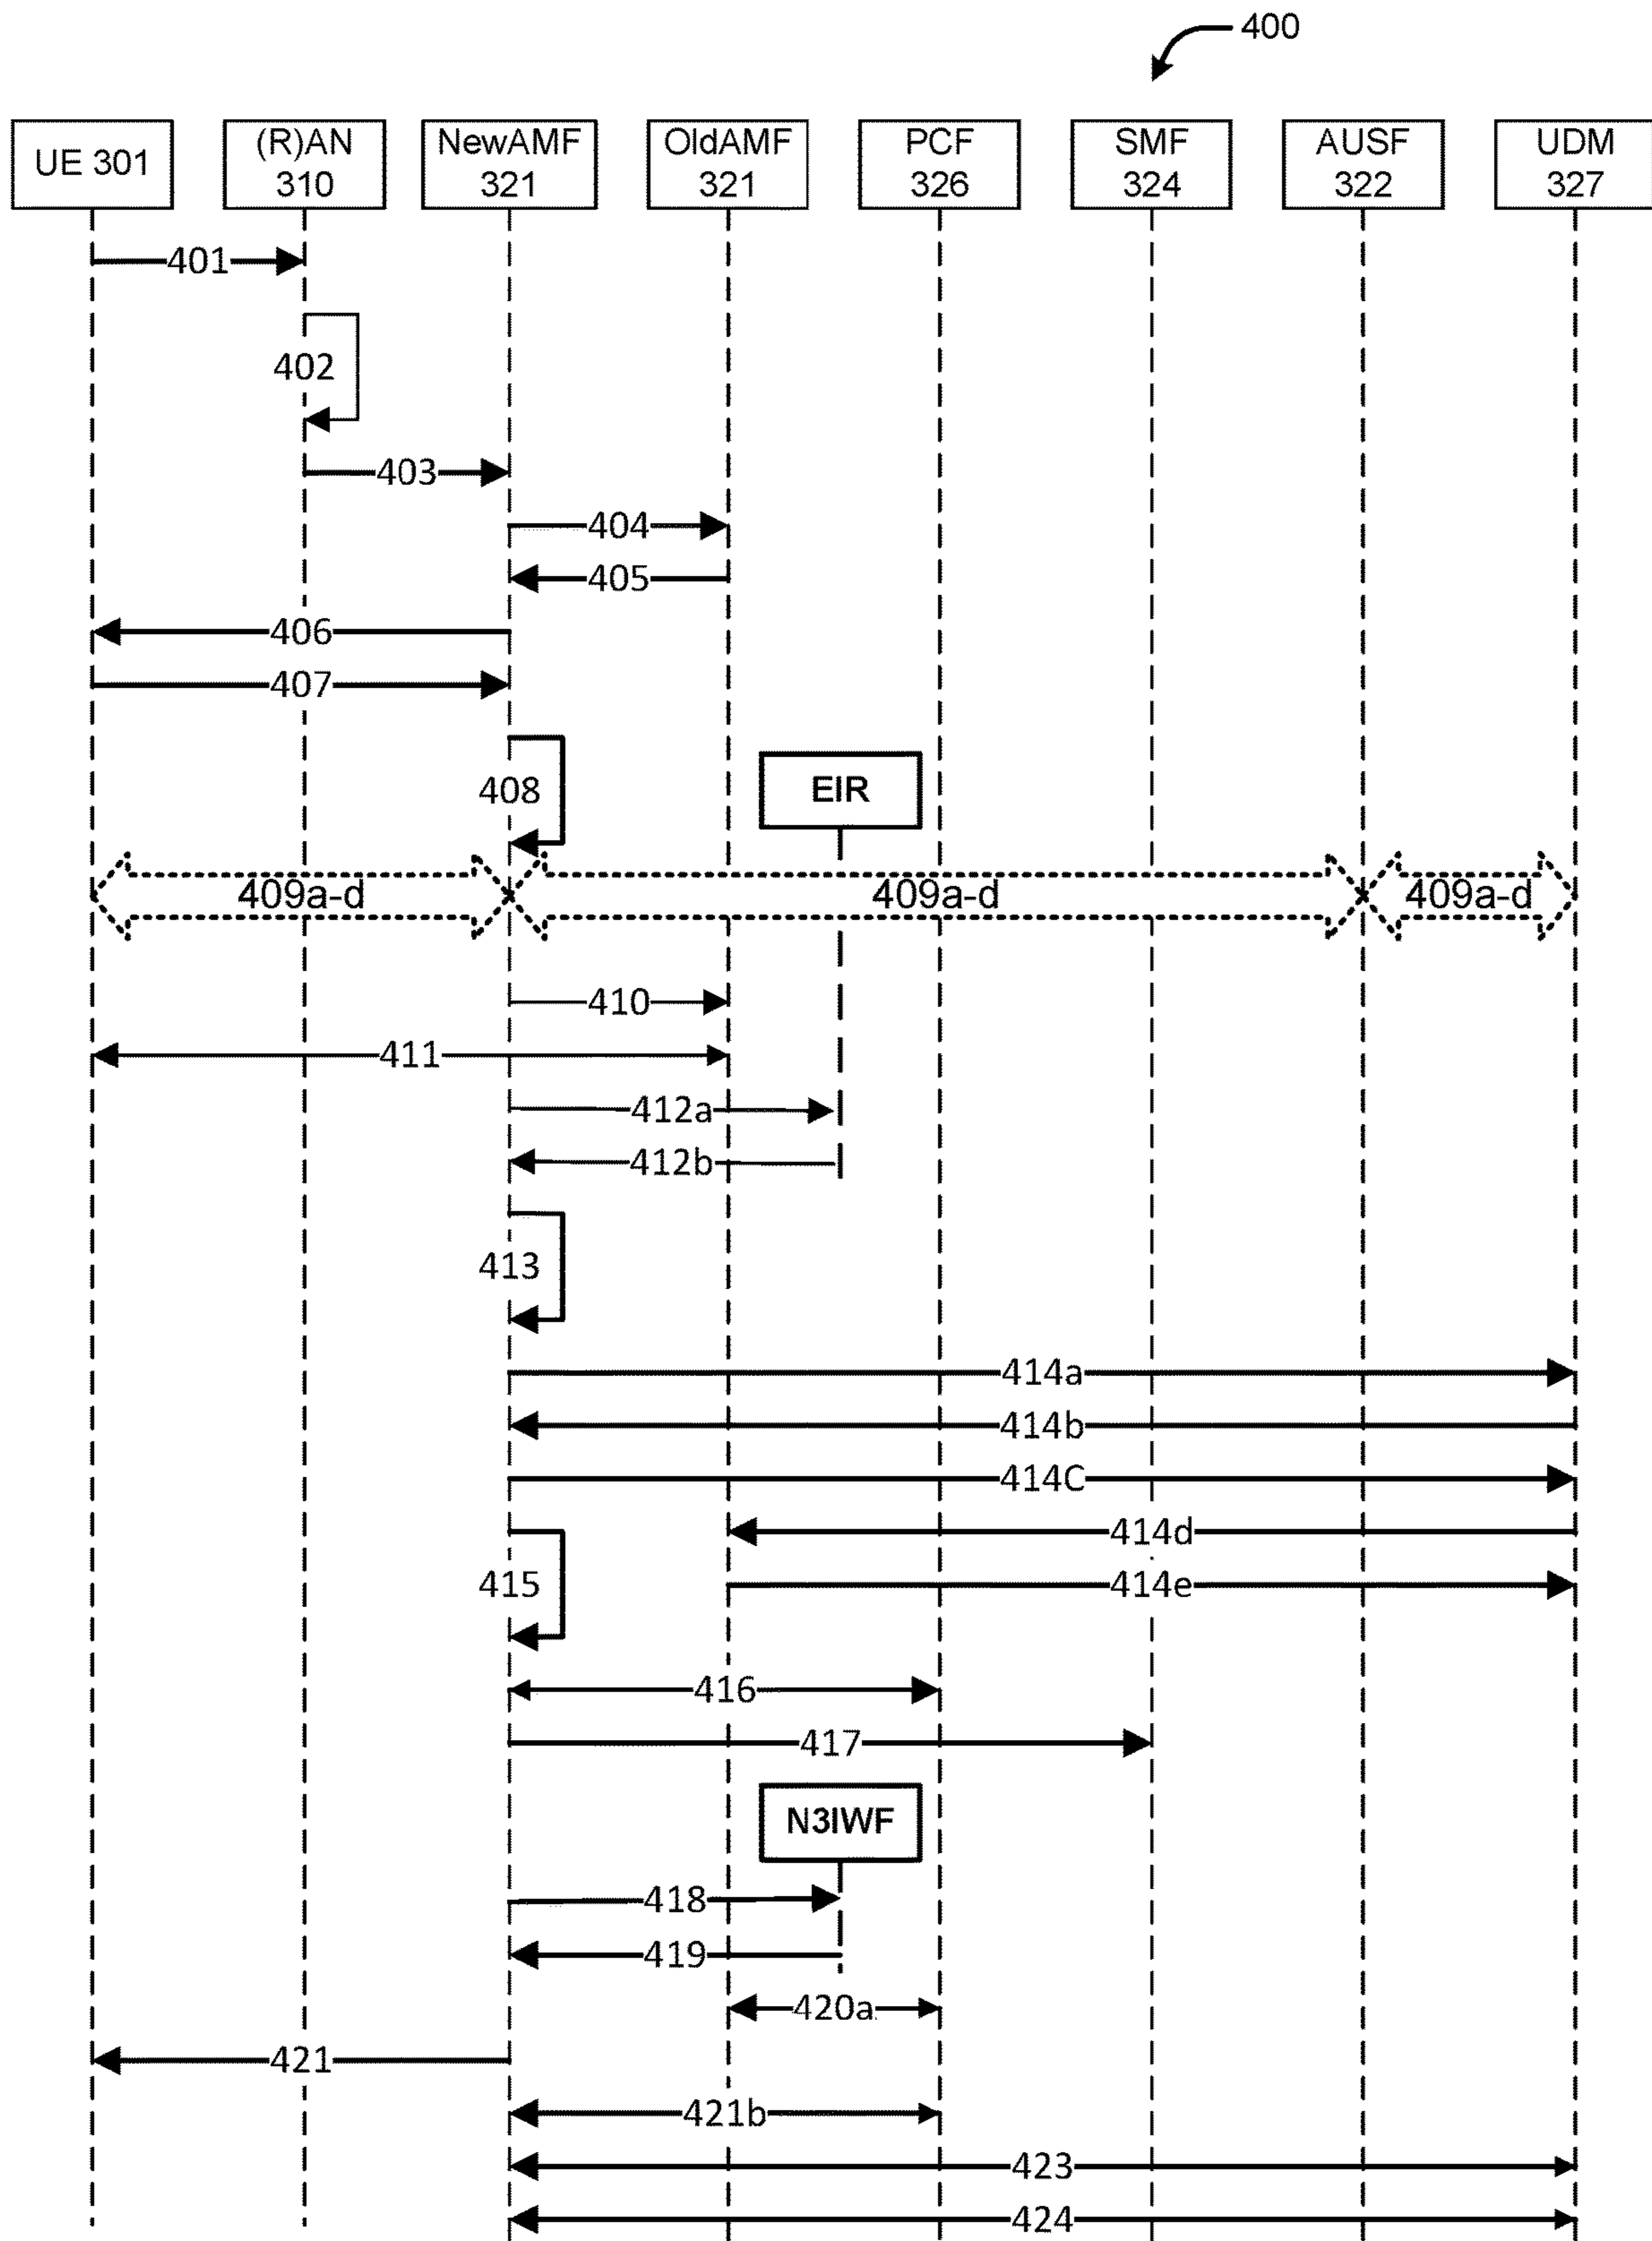 400
UE 301
(R)AN
310
NewAMF
321
OldAMF
321
PCF
326
SMF
324
AUSF
322
UDM
327
401
402
403
404
405
406
407
408
EIR
409a-d
409a-d
409a-d
410
411
412a
412b
413
414a
414b
414C
414d
415
414e
416
417
N3IWF
418
419
420a
421
421b
423
424